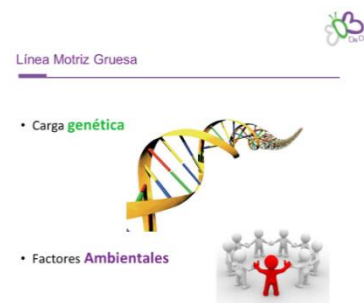 Línea Motriz Gruesa
• Carga genética
• Factores Ambientales